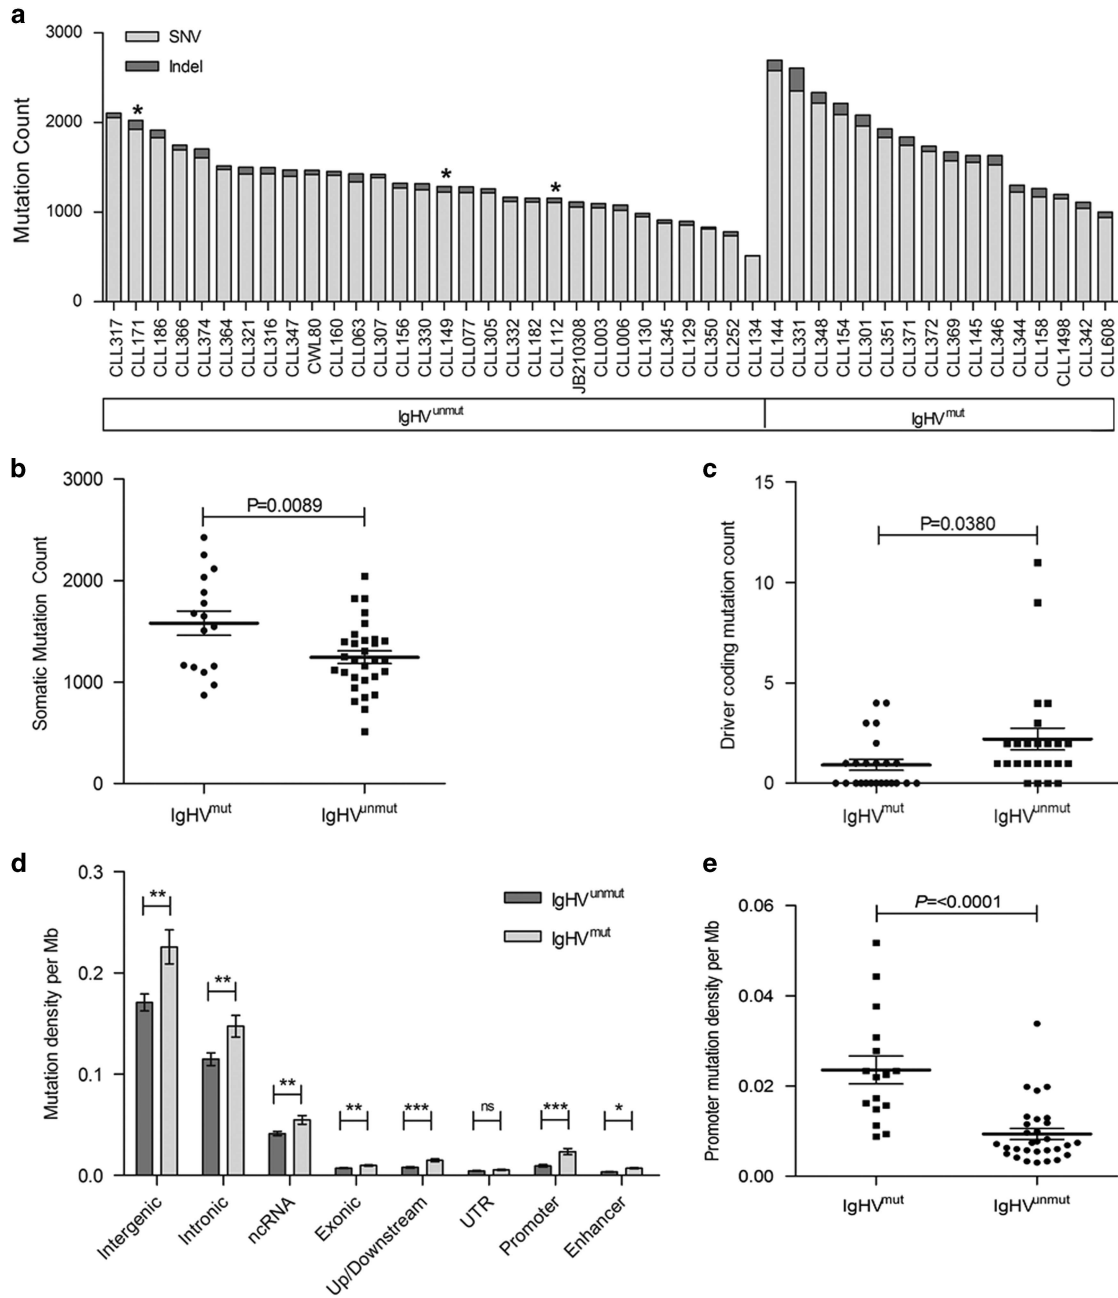 a
3000
2000
1000
0
Mutation Count
SNV
Indel
*
*
*
CLL317
CLL171
CLL186
CLL366
CLL374
CLL364
CLL321
CLL316
CLL347
CWL80
CLL160
CLL063
CLL307
CLL156
CLL330
CLL149
CLL077
CLL305
CLL332
CLL182
CLL112
JB210308
CLL003
CLL006
CLL130
CLL345
CLL129
CLL350
CLL252
CLL134
CLL144
CLL331
CLL348
CLL154
CLL301
CLL351
CLL371
CLL372
CLL369
CLL145
CLL346
CLL344
CLL158
CLL1498
CLL342
CLL608
IgHV^unmut
IgHV^mut
b
3000
2000
1000
0
Somatic Mutation Count
P=0.0089
IgHV^mut
IgHV^unmut
c
15
10
5
0
Driver coding mutation count
P=0.0380
IgHV^mut
IgHV^unmut
d
0.3
0.2
0.1
0.0
Mutation density per Mb
IgHV^unmut
IgHV^mut
**
**
**
**
***
ns
***
*
Intergenic
Intronic
ncRNA
Exonic
Up/Downstream
UTR
Promoter
Enhancer
e
0.06
0.04
0.02
0.00
Promoter mutation density per Mb
P=<0.0001
IgHV^mut
IgHV^unmut